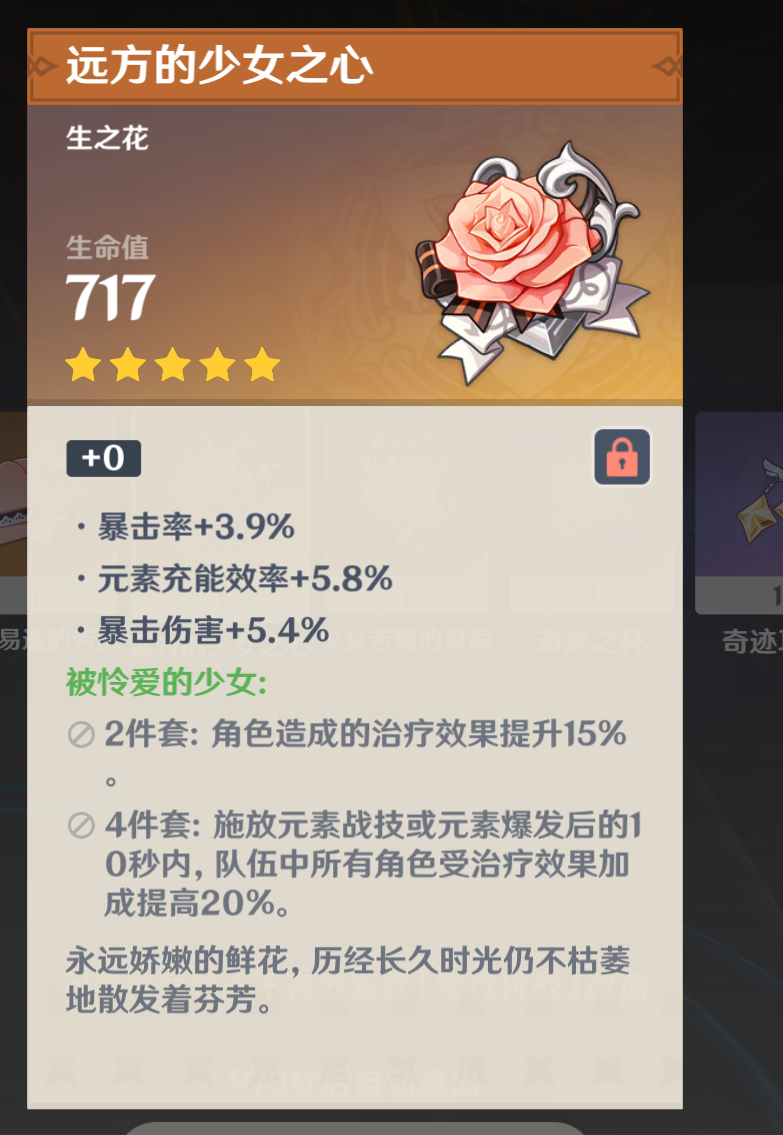 远方的少女之心
生之花
生命值
717
+0
·暴击率+3.9%
·元素充能效率+5.8%
·暴击伤害+5.4%
被怜爱的少女:
2件套: 角色造成的治疗效果提升15%
。
4件套: 施放元素战技或元素爆发后的1
0秒内, 队伍中所有角色受治疗效果加
成提高20%。
永远娇嫩的鲜花, 历经长久时光仍不枯萎
地散发着芬芳。
奇迹之杯
奇迹